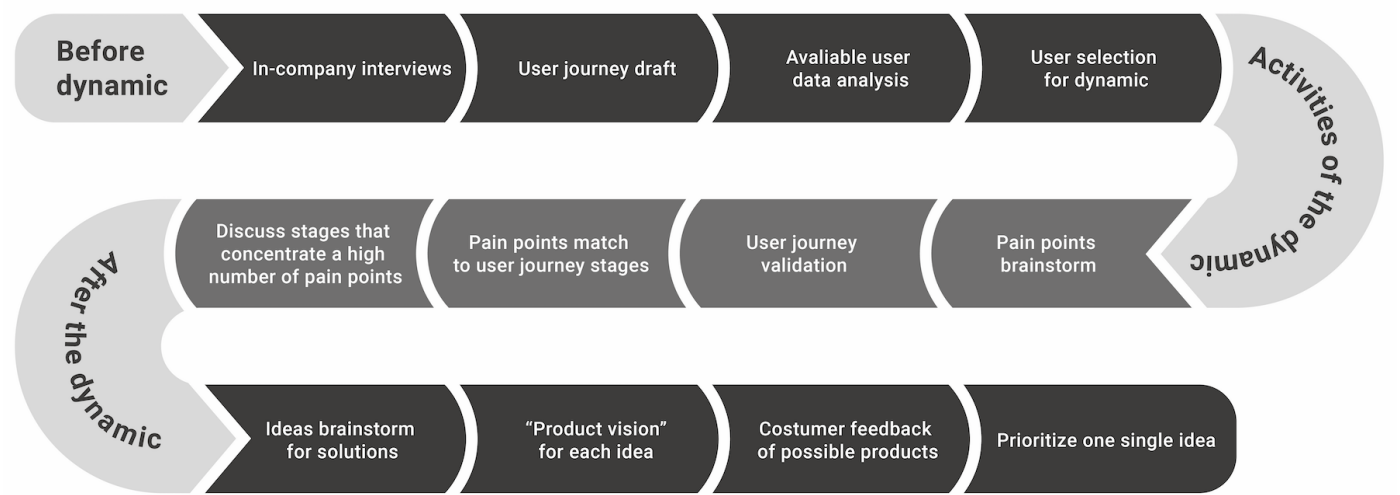 Before
dynamic
In-company interviews
User journey draft
Avaliable user
data analysis
User selection
for dynamic
Activities of the dynamic
Pain points
brainstorm
User journey
validation
Pain points match
to user journey stages
Discuss stages that
concentrate a high
number of pain points
After the dynamic
Ideas brainstorm
for solutions
“Product vision”
for each idea
Costumer feedback
of possible products
Prioritize one single idea